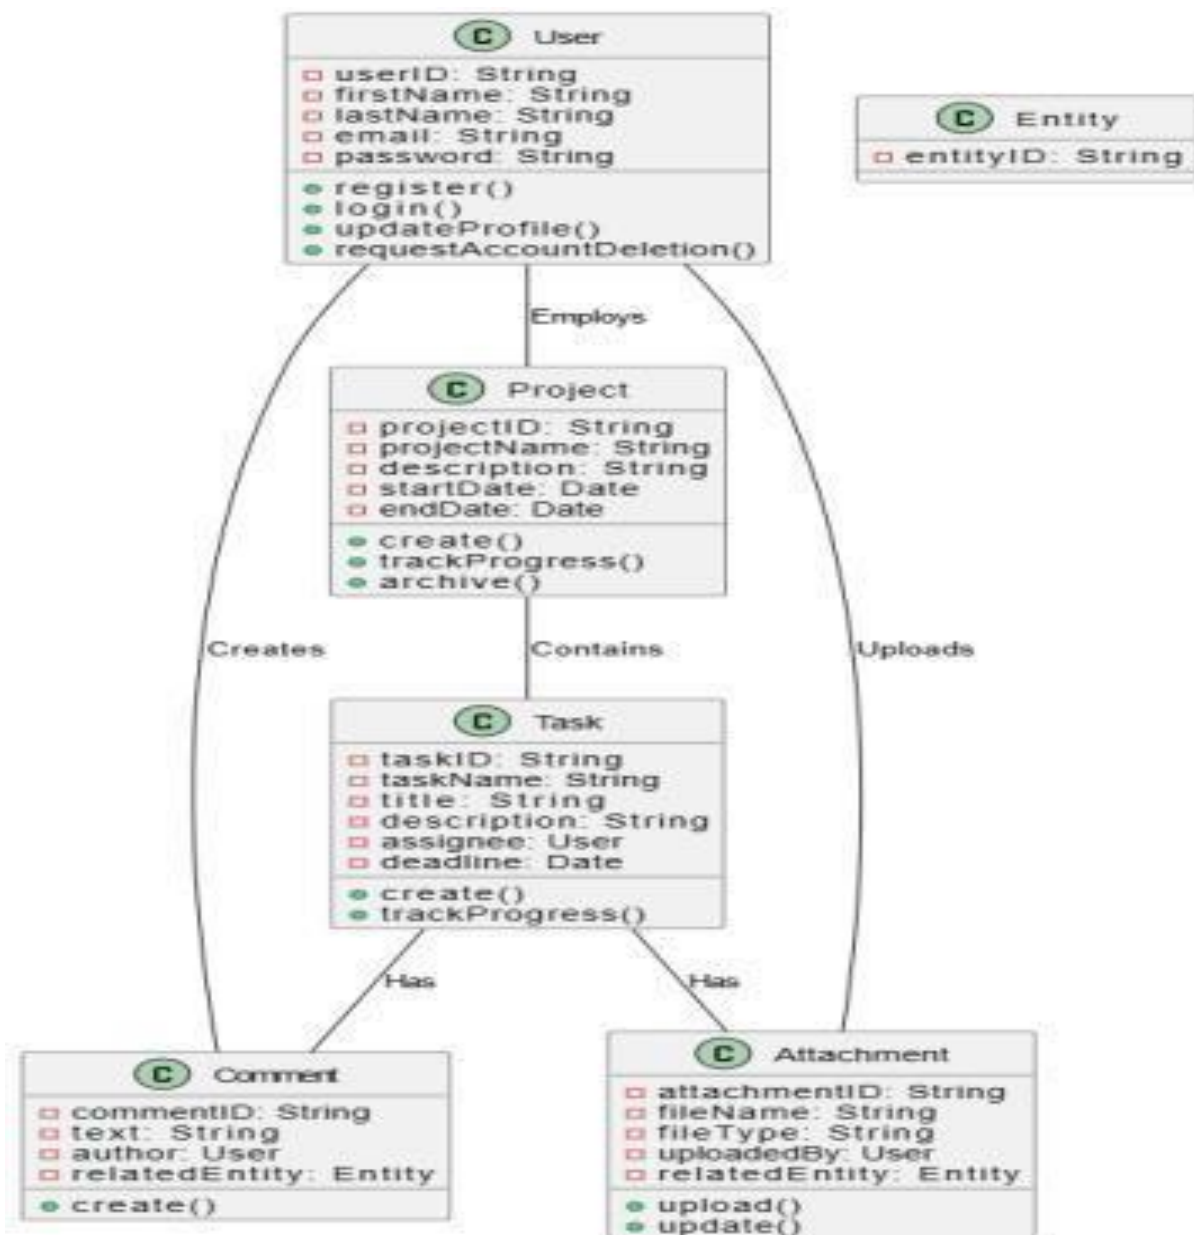 C User
userID: String
firstName: String
lastName: String
email: String
password: String
register()
login()
updateProfile()
requestAccountDeletion()
C Entity
entityID: String
Employs
C Project
projectID: String
projectName: String
description: String
startDate: Date
endDate: Date
create()
trackProgress()
archive()
Creates
Contains
Uploads
C Task
taskID: String
taskName: String
title: String
description: String
assignee: User
deadline: Date
create()
trackProgress()
Has
Has
C Comment
commentID: String
text: String
author: User
relatedEntity: Entity
create()
C Attachment
attachmentID: String
fileName: String
fileType: String
uploadedBy: User
relatedEntity: Entity
upload()
update()